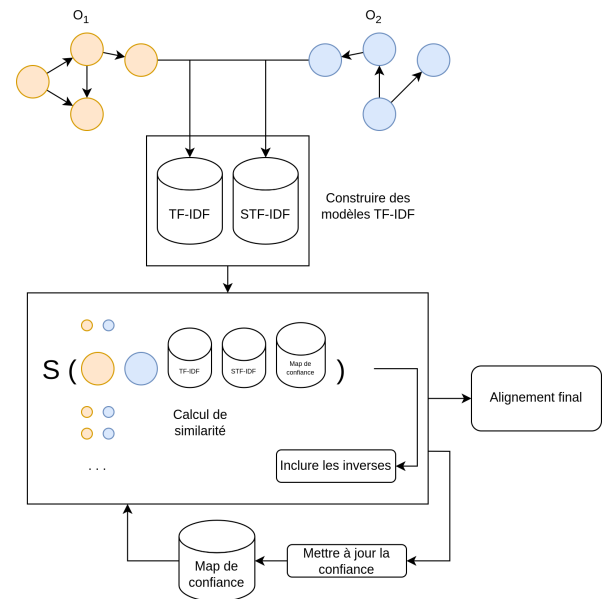 O1
O2
TF-IDF
STF-IDF
Construire des
modèles TF-IDF
S (
TF-IDF
STF-IDF
Map de
confiance
)
Calcul de
similarité
. . .
Inclure les inverses
Alignement final
Mettre à jour la
confiance
Map de
confiance